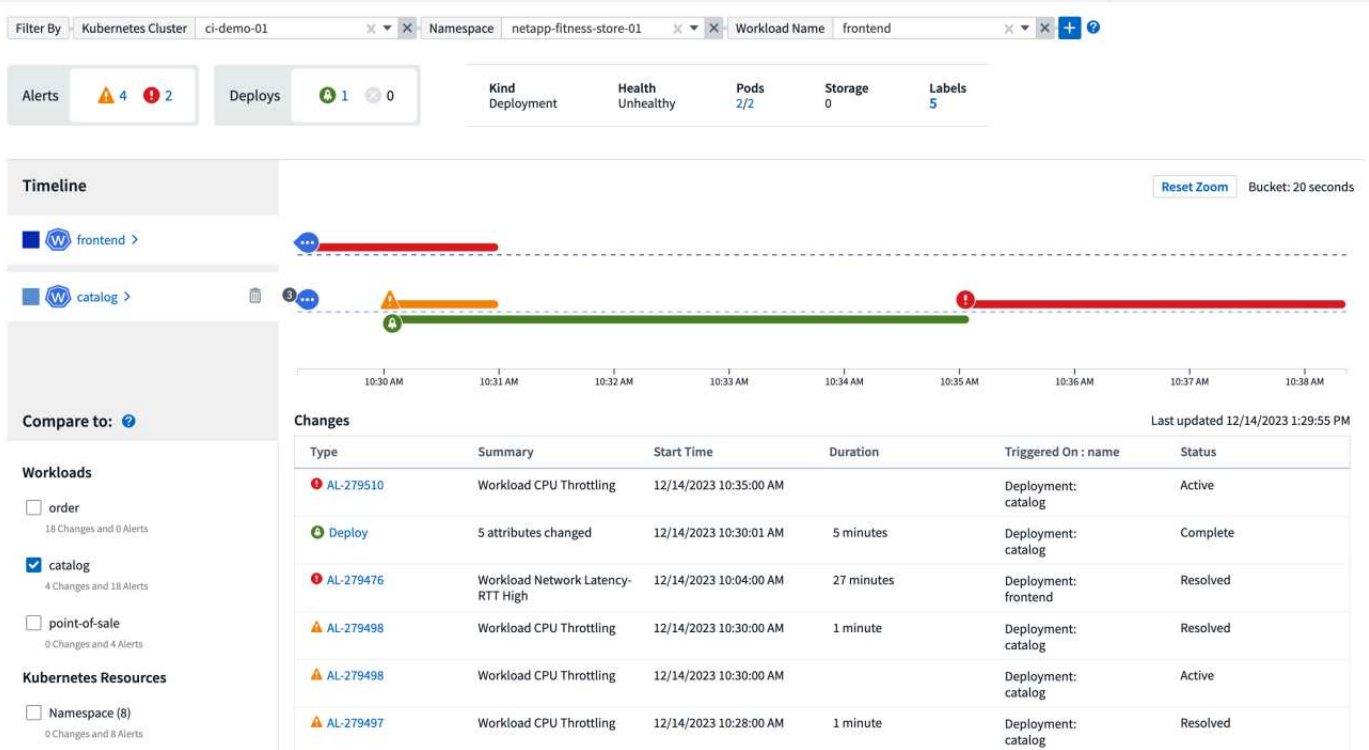 Filter By Kubernetes Cluster ci-demo-01 Namespace netapp-fitness-store-01 Workload Name frontend
Alerts 4 2 Deploys 1 0
Kind Health Pods Storage Labels
Deployment Unhealthy 2/2 0 5
Timeline
Reset Zoom Bucket: 20 seconds
W frontend >
W catalog > 3
10:30 AM 10:31 AM 10:32 AM 10:33 AM 10:34 AM 10:35 AM 10:36 AM 10:37 AM 10:38 AM
Compare to:
Workloads
order
18 Changes and 0 Alerts
catalog
4 Changes and 18 Alerts
point-of-sale
0 Changes and 4 Alerts
Kubernetes Resources
Namespace (8)
0 Changes and 8 Alerts
Changes Last updated 12/14/2023 1:29:55 PM
Type Summary Start Time Duration Triggered On : name Status
AL-279510 Workload CPU Throttling 12/14/2023 10:35:00 AM Deployment: Active
catalog
Deploy 5 attributes changed 12/14/2023 10:30:01 AM 5 minutes Deployment: Complete
catalog
AL-279476 Workload Network Latency- 12/14/2023 10:04:00 AM 27 minutes Deployment: Resolved
RTT High frontend
AL-279498 Workload CPU Throttling 12/14/2023 10:30:00 AM 1 minute Deployment: Resolved
catalog
AL-279498 Workload CPU Throttling 12/14/2023 10:30:00 AM Deployment: Active
catalog
AL-279497 Workload CPU Throttling 12/14/2023 10:28:00 AM 1 minute Deployment: Resolved
catalog